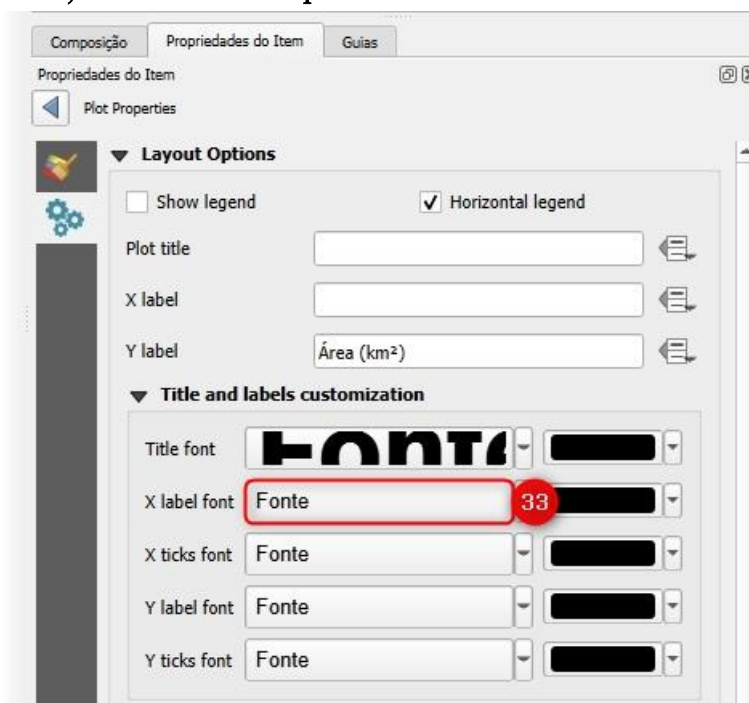 Composição Propriedades do Item Guias
Propriedades do Item
Plot Properties
Layout Options
Show legend Horizontal legend
Plot title
X label
Y label Área (km²)
Title and labels customization
Title font Fonte
X label font Fonte 33
X ticks font Fonte
Y label font Fonte
Y ticks font Fonte